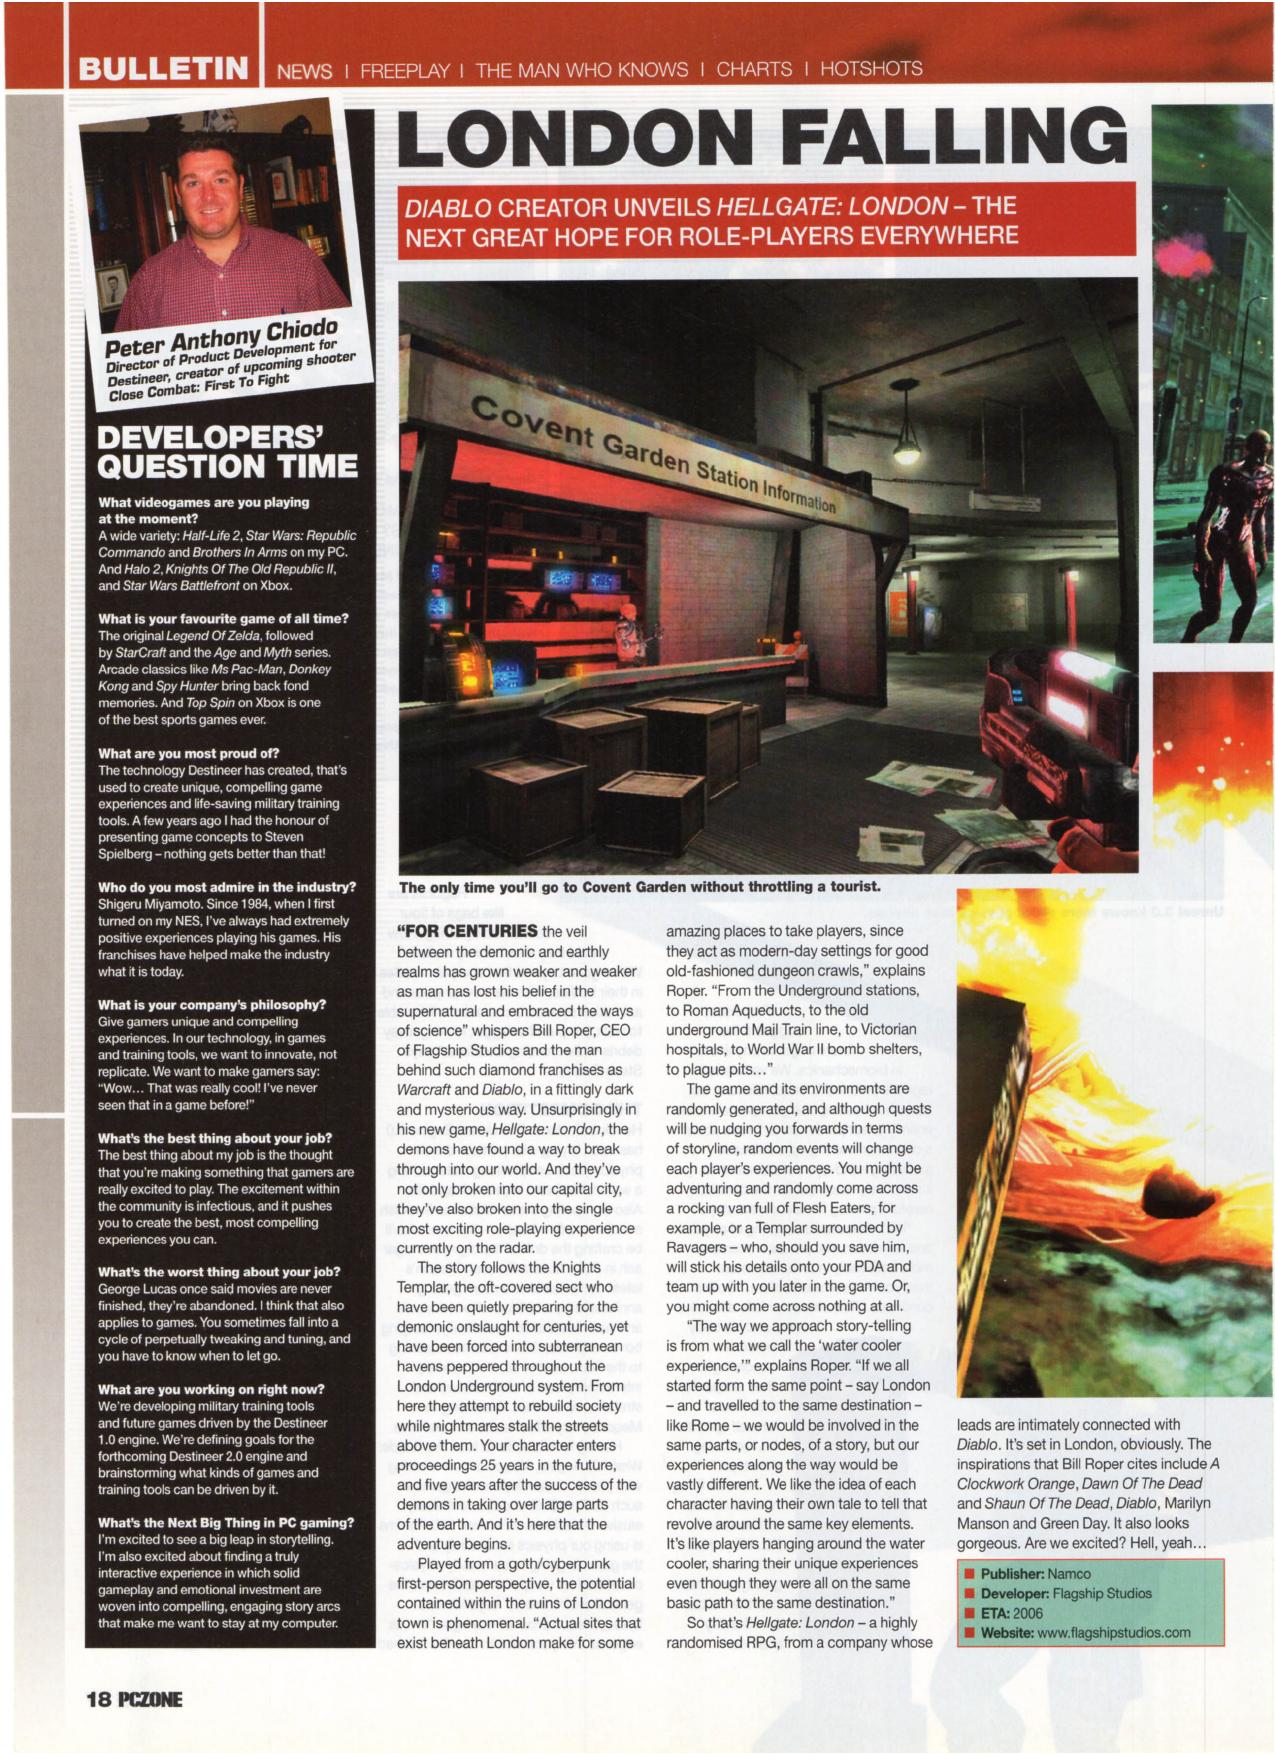 BULLETIN
NEWS | FREEPLAY | THE MAN WHO KNOWS | CHARTS | HOTSHOTS
Peter Anthony Chiodo
Director of Product Development for
Destineer, creator of upcoming shooter
Close Combat: First To Fight
DEVELOPERS'
QUESTION TIME
What videogames are you playing
at the moment?
A wide variety: Half-Life 2, Star Wars: Republic
Commando and Brothers In Arms on my PC.
And Halo 2, Knights Of The Old Republic II,
and Star Wars Battlefront on Xbox.
What is your favourite game of all time?
The original Legend Of Zelda, followed
by StarCraft and the Age and Myth series.
Arcade classics like Ms Pac-Man, Donkey
Kong and Spy Hunter bring back fond
memories. And Top Spin on Xbox is one
of the best sports games ever.
What are you most proud of?
The technology Destineer has created, that's
used to create unique, compelling game
experiences and life-saving military training
tools. A few years ago I had the honour of
presenting game concepts to Steven
Spielberg – nothing gets better than that!
Who do you most admire in the industry?
Shigeru Miyamoto. Since 1984, when I first
turned on my NES, I've always had extremely
positive experiences playing his games. His
franchises have helped make the industry
what it is today.
What is your company's philosophy?
Give gamers unique and compelling
experiences. In our technology, in games
and training tools, we want to innovate, not
replicate. We want to make gamers say:
"Wow... That was really cool! I've never
seen that in a game before!"
What's the best thing about your job?
The best thing about my job is the thought
that you're making something that gamers are
really excited to play. The excitement within
the community is infectious, and it pushes
you to create the best, most compelling
experiences you can.
What's the worst thing about your job?
George Lucas once said movies are never
finished, they're abandoned. I think that also
applies to games. You sometimes fall into a
cycle of perpetually tweaking and tuning, and
you have to know when to let go.
What are you working on right now?
We're developing military training tools
and future games driven by the Destineer
1.0 engine. We're defining goals for the
forthcoming Destineer 2.0 engine and
brainstorming what kinds of games and
training tools can be driven by it.
What's the Next Big Thing in PC gaming?
I'm excited to see a big leap in storytelling.
I'm also excited about finding a truly
interactive experience in which solid
gameplay and emotional investment are
woven into compelling, engaging story arcs
that make me want to stay at my computer.
LONDON FALLING
DIABLO CREATOR UNVEILS HELLGATE: LONDON – THE
NEXT GREAT HOPE FOR ROLE-PLAYERS EVERYWHERE
Covent Garden Station Information
The only time you'll go to Covent Garden without throttling a tourist.
"FOR CENTURIES the veil
between the demonic and earthly
realms has grown weaker and weaker
as man has lost his belief in the
supernatural and embraced the ways
of science" whispers Bill Roper, CEO
of Flagship Studios and the man
behind such diamond franchises as
Warcraft and Diablo, in a fittingly dark
and mysterious way. Unsurprisingly in
his new game, Hellgate: London, the
demons have found a way to break
through into our world. And they've
not only broken into our capital city,
they've also broken into the single
most exciting role-playing experience
currently on the radar.
The story follows the Knights
Templar, the oft-covered sect who
have been quietly preparing for the
demonic onslaught for centuries, yet
have been forced into subterranean
havens peppered throughout the
London Underground system. From
here they attempt to rebuild society
while nightmares stalk the streets
above them. Your character enters
proceedings 25 years in the future,
and five years after the success of the
demons in taking over large parts
of the earth. And it's here that the
adventure begins.
Played from a goth/cyberpunk
first-person perspective, the potential
contained within the ruins of London
town is phenomenal. "Actual sites that
exist beneath London make for some
amazing places to take players, since
they act as modern-day settings for good
old-fashioned dungeon crawls," explains
Roper. "From the Underground stations,
to Roman Aqueducts, to the old
underground Mail Train line, to Victorian
hospitals, to World War II bomb shelters,
to plague pits..."
The game and its environments are
randomly generated, and although quests
will be nudging you forwards in terms
of storyline, random events will change
each player's experiences. You might be
adventuring and randomly come across
a rocking van full of Flesh Eaters, for
example, or a Templar surrounded by
Ravagers – who, should you save him,
will stick his details onto your PDA and
team up with you later in the game. Or,
you might come across nothing at all.
"The way we approach story-telling
is from what we call the 'water cooler
experience,'" explains Roper. "If we all
started form the same point – say London
– and travelled to the same destination –
like Rome – we would be involved in the
same parts, or nodes, of a story, but our
experiences along the way would be
vastly different. We like the idea of each
character having their own tale to tell that
revolve around the same key elements.
It's like players hanging around the water
cooler, sharing their unique experiences
even though they were all on the same
basic path to the same destination."
So that's Hellgate: London – a highly
randomised RPG, from a company whose
leads are intimately connected with
Diablo. It's set in London, obviously. The
inspirations that Bill Roper cites include A
Clockwork Orange, Dawn Of The Dead
and Shaun Of The Dead, Diablo, Marilyn
Manson and Green Day. It also looks
gorgeous. Are we excited? Hell, yeah...
Publisher: Namco
Developer: Flagship Studios
ETA: 2006
Website: www.flagshipstudios.com
18 PCZONE